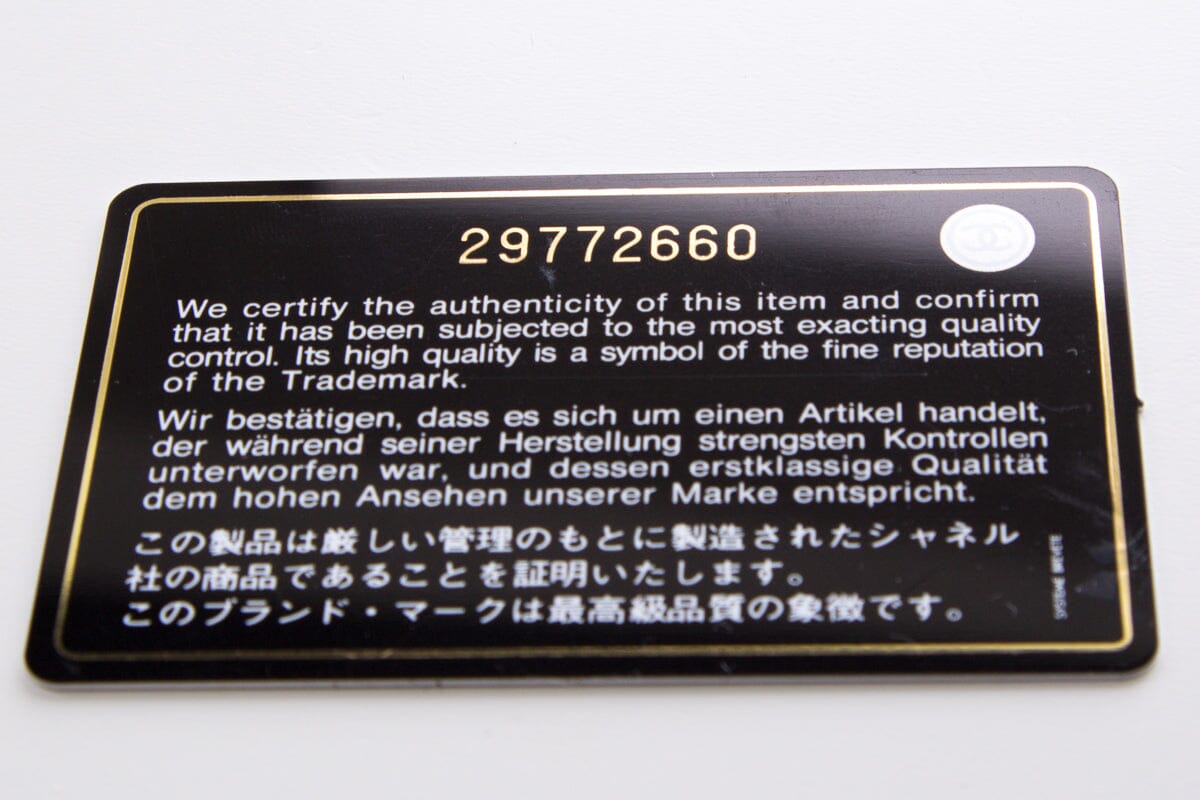 29772660
We certify the authenticity of this item and confirm
that it has been subjected to the most exacting quality
control. Its high quality is a symbol of the fine reputation
of the Trademark.
Wir bestätigen, dass es sich um einen Artikel handelt,
der während seiner Herstellung strengsten Kontrollen
unterworfen war, und dessen erstklassige Qualität
dem hohen Ansehen unserer Marke entspricht.
この製品は厳しい管理のもとに製造されたシャネル
社の商品であることを証明いたします。
このブランド・マークは最高級品質の象徴です。
SYSTEME BREVETE